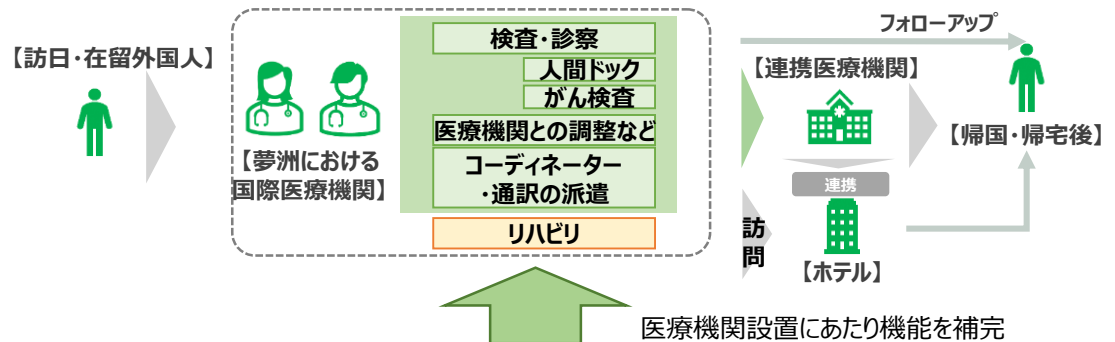 フォローアップ
【訪日・在留外国人】
検査・診察
人間ドック
がん検査
医療機関との調整など
コーディネーター
・通訳の派遣
リハビリ
【夢洲における
国際医療機関】
【連携医療機関】
連携
訪
問
【ホテル】
【帰国・帰宅後】
医療機関設置にあたり機能を補完